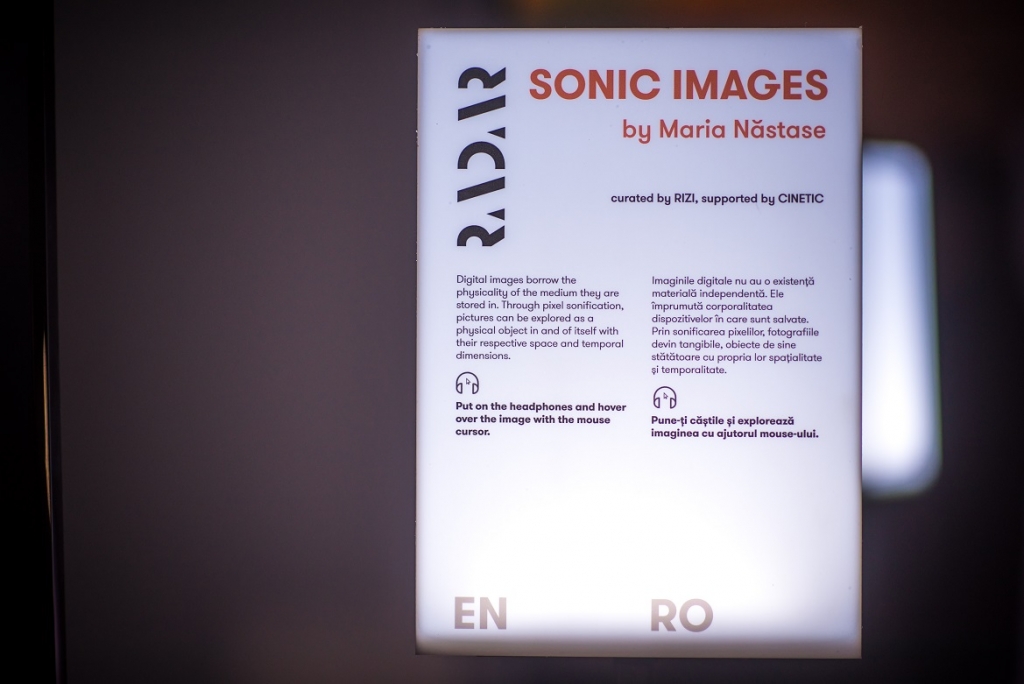 RADAR
SONIC IMAGES
by Maria Năstase
curated by RIZI, supported by CINETIC
Digital images borrow the
physicality of the medium they are
stored in. Through pixel sonification,
pictures can be explored as a
physical object in and of itself with
their respective space and temporal
dimensions.
Put on the headphones and hover
over the image with the mouse
cursor.
EN
Imaginile digitale nu au o existență
materială independentă. Ele
împrumută corporalitatea
dispozitivelor în care sunt salvate.
Prin sonificarea pixelilor, fotografiile
devin tangibile, obiecte de sine
stătătoare cu propria lor spațialitate
și temporalitate.
Pune-ți căștile și explorează
imaginea cu ajutorul mouse-ului.
RO